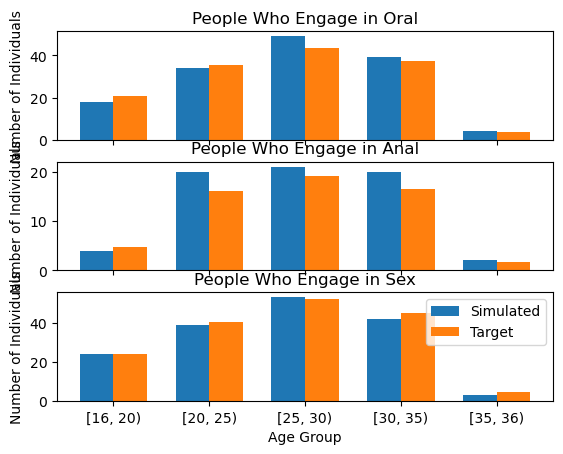 People Who Engage in Oral
Number of Individuals
40
20
0
People Who Engage in Anal
Number of Individuals
20
10
0
People Who Engage in Sex
Number of Individuals
40
20
0
Simulated
Target
[16, 20)
[20, 25)
[25, 30)
[30, 35)
[35, 36)
Age Group